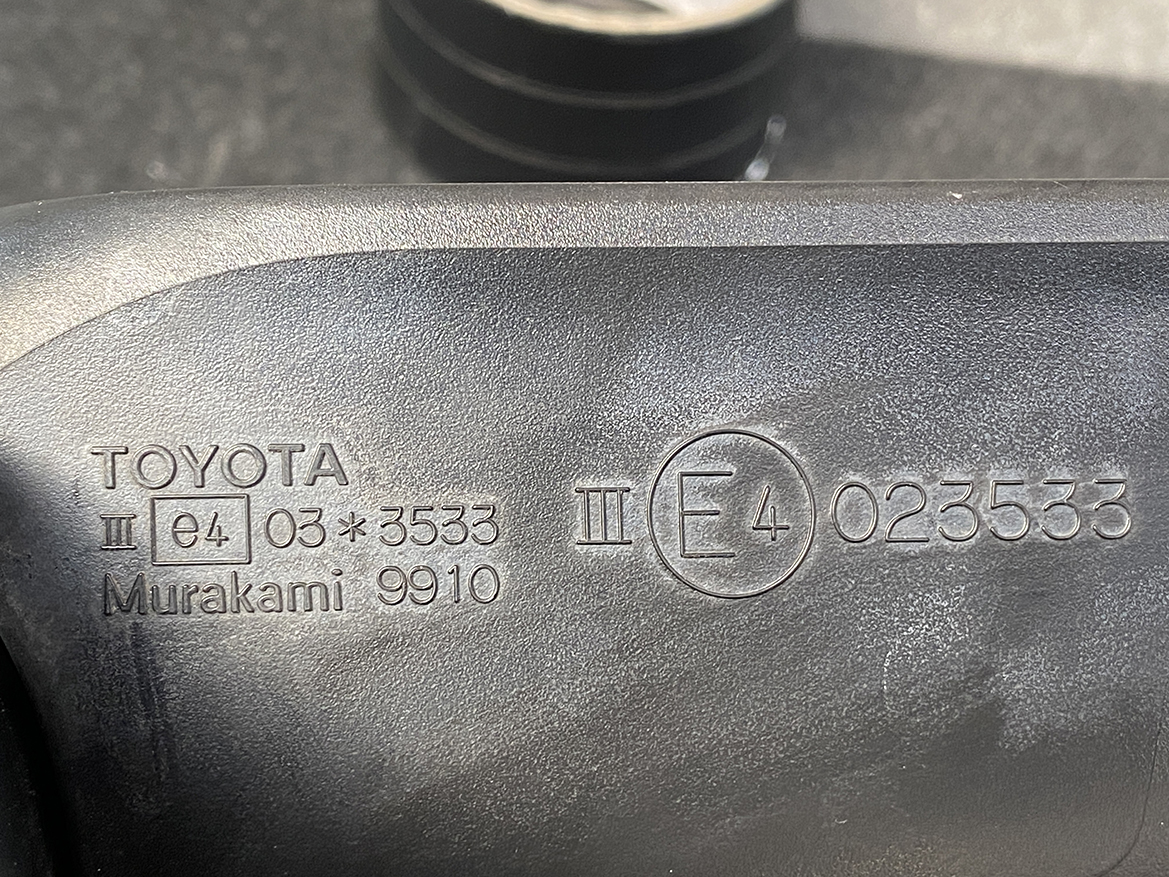 TOYOTA
III e4 03*3533
Murakami 9910
III E4 023533